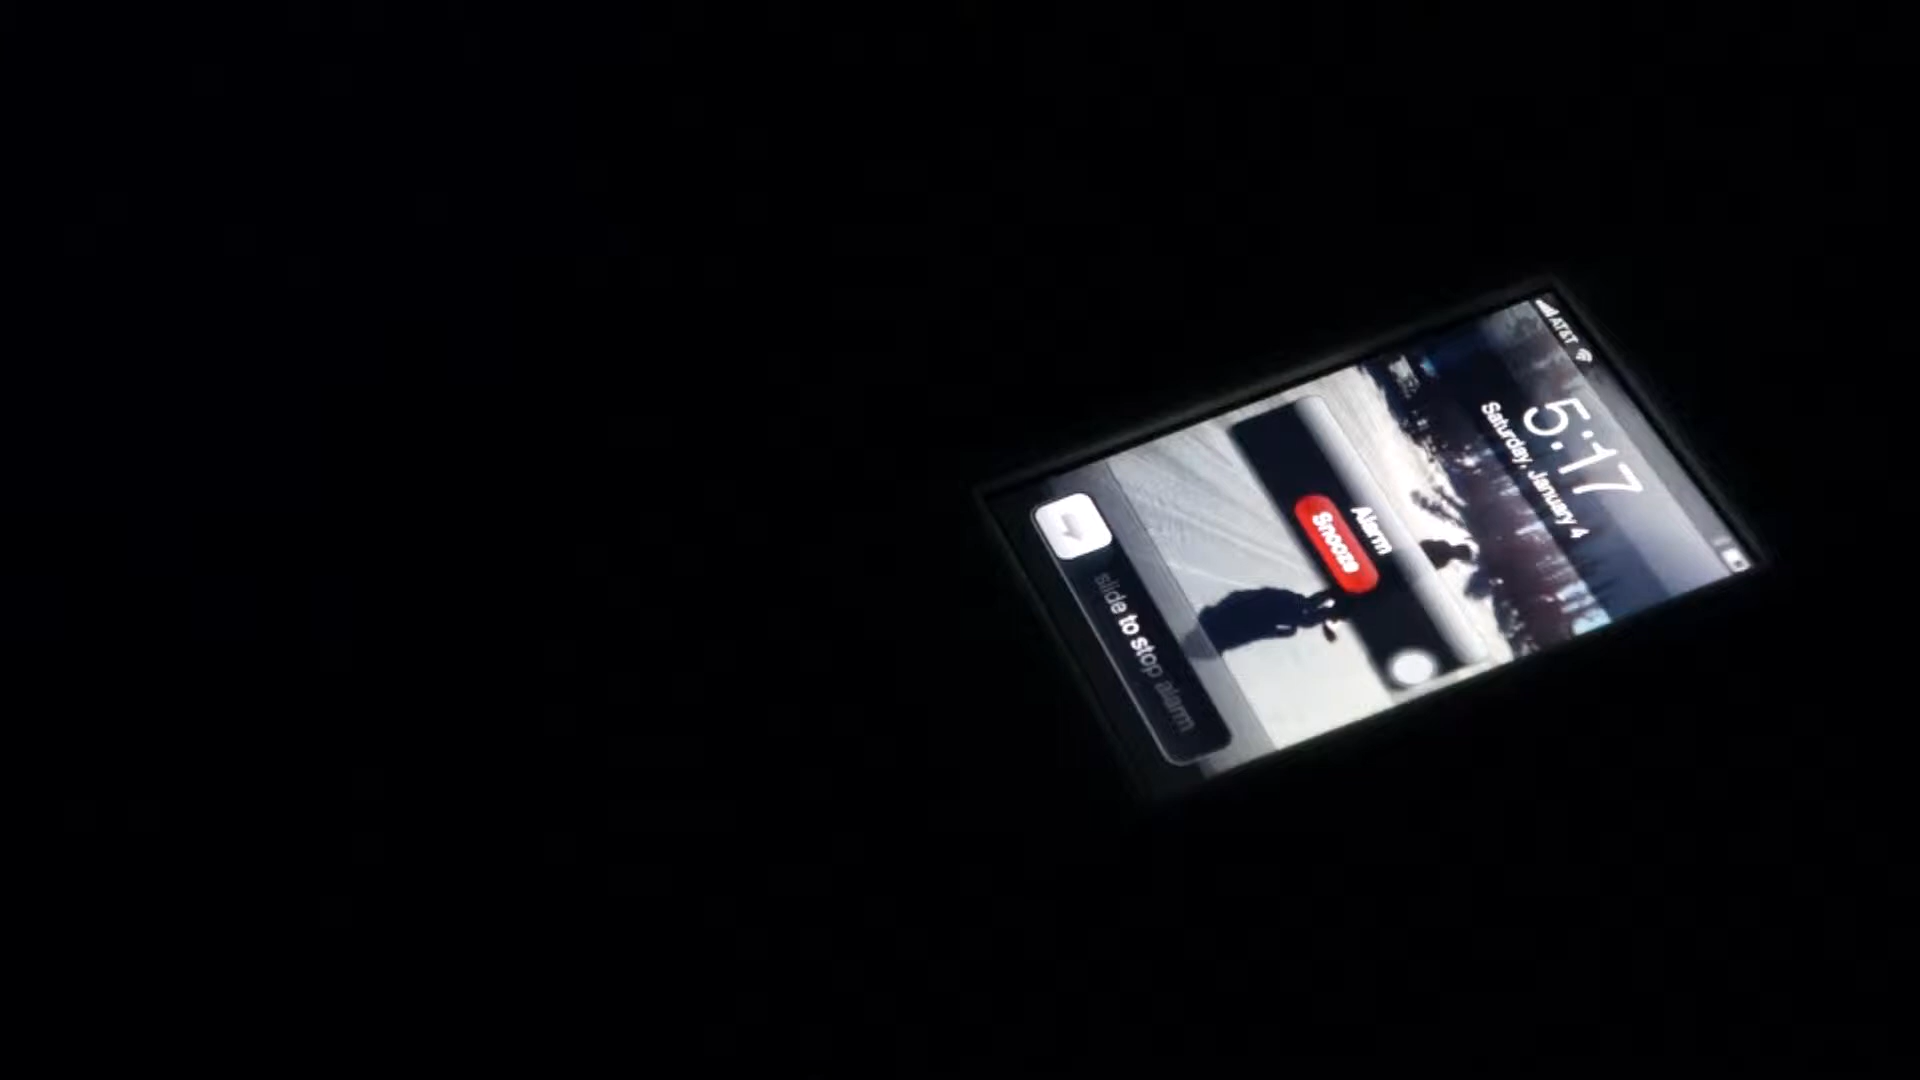 AT&T
5:17
Saturday, January 4
Alarm
Snooze
slide to stop alarm